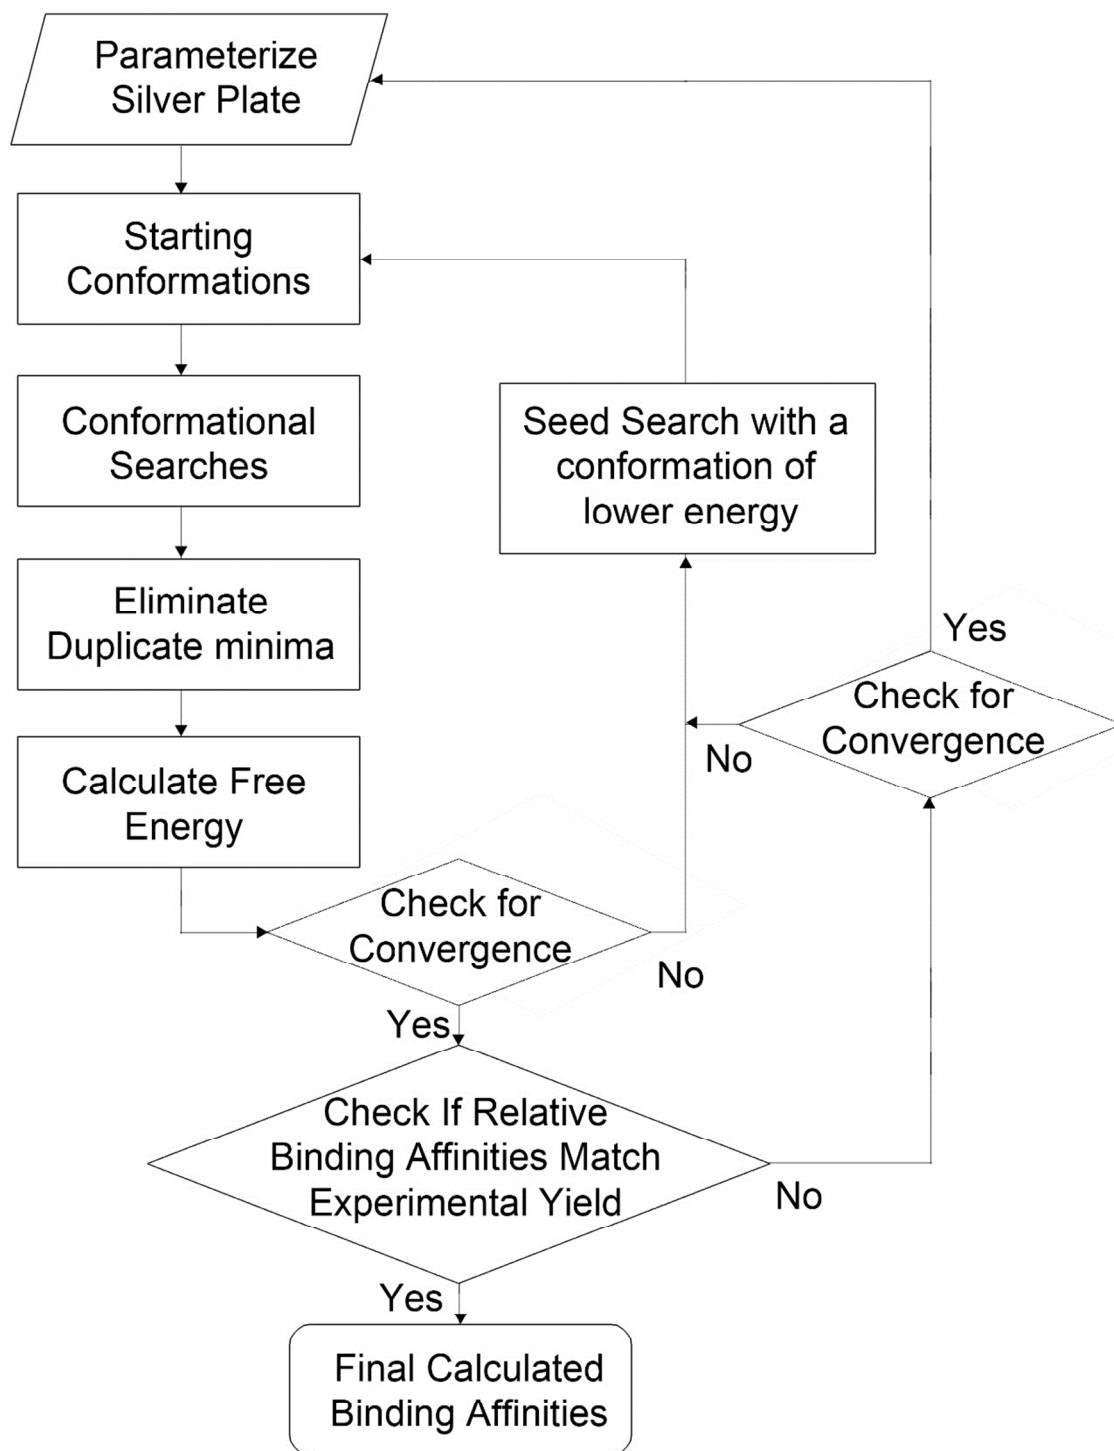 Parameterize
Silver Plate
Starting
Conformations
Conformational
Searches
Seed Search with a
conformation of
lower energy
Eliminate
Duplicate minima
Yes
Check for
Convergence
No
Calculate Free
Energy
Check for
Convergence
No
Yes
Check If Relative
Binding Affinities Match
Experimental Yield
No
Yes
Final Calculated
Binding Affinities